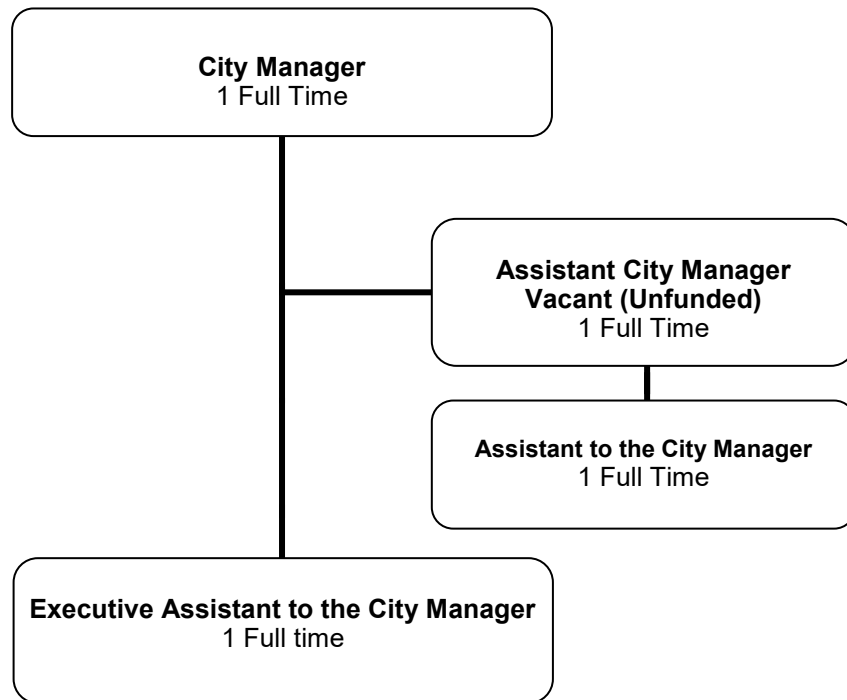 City Manager
1 Full Time
Assistant City Manager
Vacant (Unfunded)
1 Full Time
Assistant to the City Manager
1 Full Time
Executive Assistant to the City Manager
1 Full time